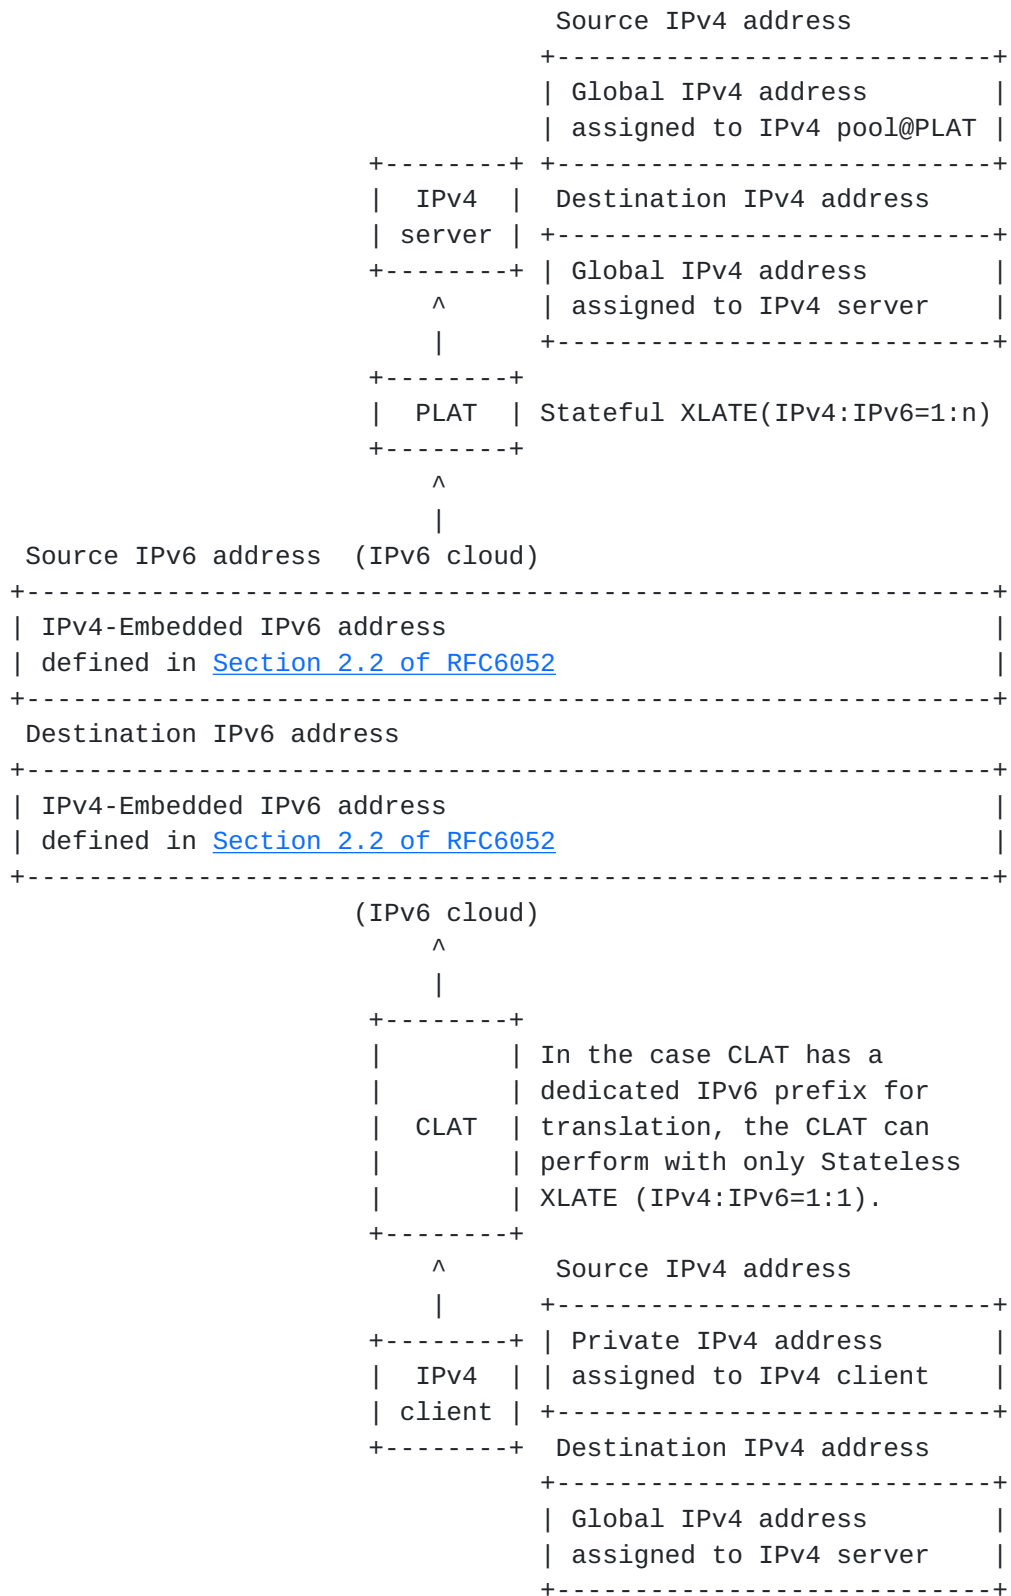 Source IPv4 address
                                  +----------------------------+
                                  | Global IPv4 address        |
                                  | assigned to IPv4 pool@PLAT |
                       +--------+ +----------------------------+
                       |  IPv4  |  Destination IPv4 address
                       | server | +----------------------------+
                       +--------+ | Global IPv4 address        |
                           ^      | assigned to IPv4 server    |
                           |      +----------------------------+
                       +--------+
                       |  PLAT  | Stateful XLATE(IPv4:IPv6=1:n)
                       +--------+
                           ^
                           |
 Source IPv6 address  (IPv6 cloud)
+--------------------------------------------------------------+
| IPv4-Embedded IPv6 address                                   |
| defined in Section 2.2 of RFC6052                            |
+--------------------------------------------------------------+
 Destination IPv6 address
+--------------------------------------------------------------+
| IPv4-Embedded IPv6 address                                   |
| defined in Section 2.2 of RFC6052                            |
+--------------------------------------------------------------+
                      (IPv6 cloud)
                           ^
                           |
                       +--------+
                       |        | In the case CLAT has a
                       |        | dedicated IPv6 prefix for
                       |  CLAT  | translation, the CLAT can
                       |        | perform with only Stateless
                       |        | XLATE (IPv4:IPv6=1:1).
                       +--------+
                           ^       Source IPv4 address
                           |      +----------------------------+
                       +--------+ | Private IPv4 address       |
                       |  IPv4  | | assigned to IPv4 client    |
                       | client | +----------------------------+
                       +--------+  Destination IPv4 address
                                  +----------------------------+
                                  | Global IPv4 address        |
                                  | assigned to IPv4 server    |
                                  +----------------------------+